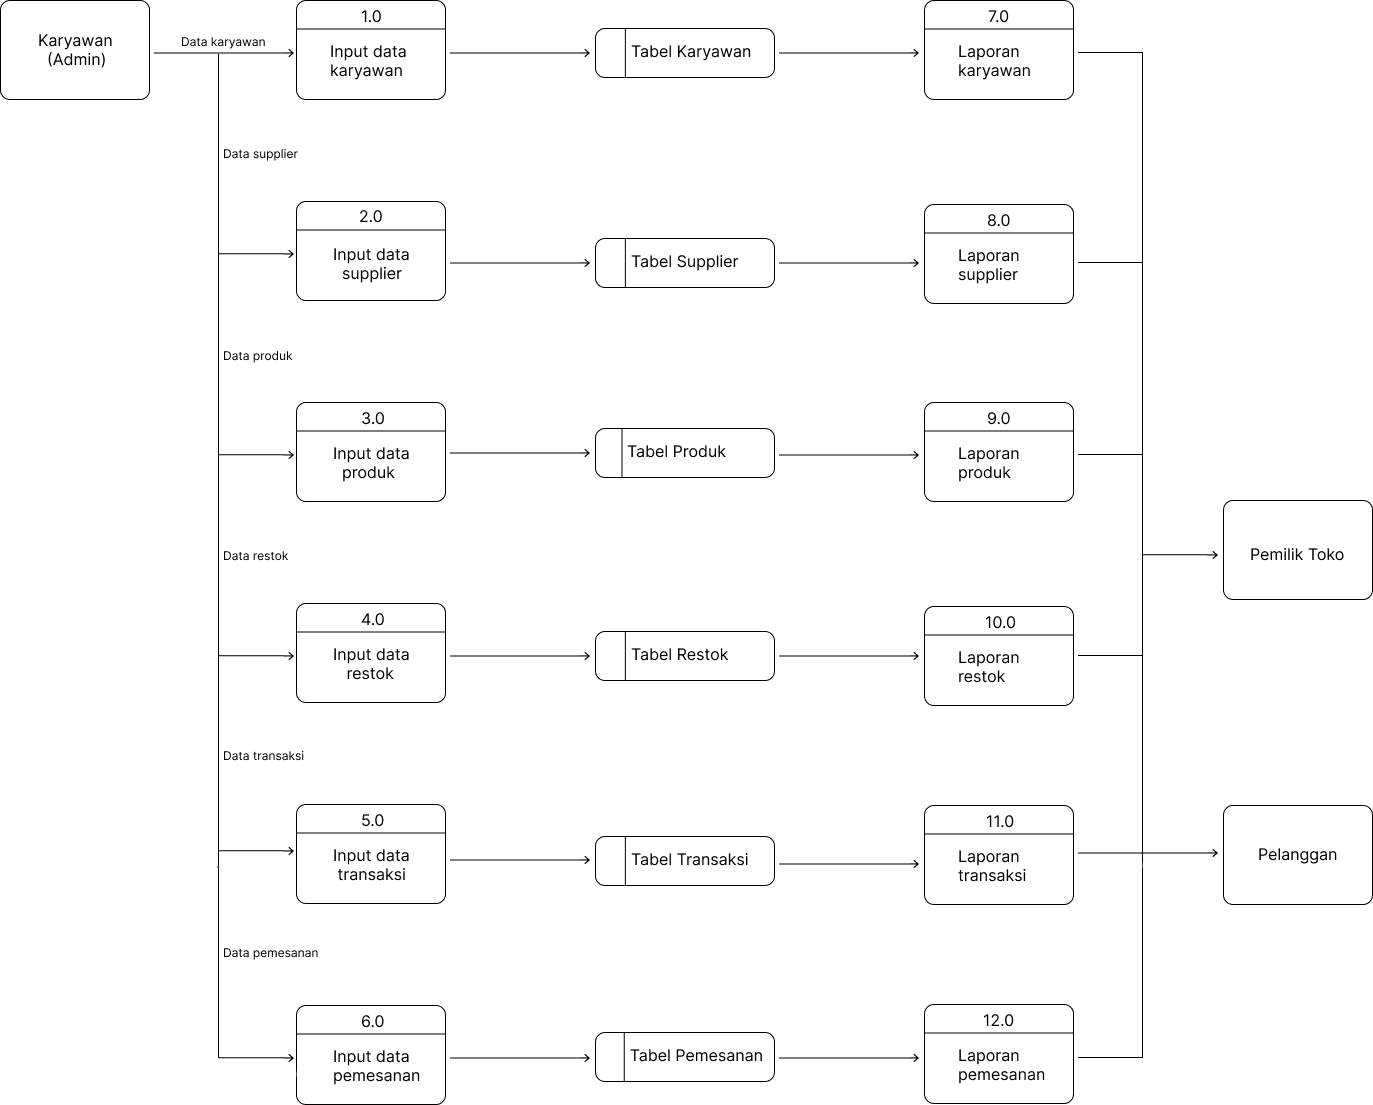 Karyawan
(Admin)
Data karyawan
1.0
Input data
karyawan
Tabel Karyawan
7.0
Laporan
karyawan
Data supplier
2.0
Input data
supplier
Tabel Supplier
8.0
Laporan
supplier
Data produk
3.0
Input data
produk
Tabel Produk
9.0
Laporan
produk
Pemilik Toko
Data restok
4.0
Input data
restok
Tabel Restok
10.0
Laporan
restok
Data transaksi
5.0
Input data
transaksi
Tabel Transaksi
11.0
Laporan
transaksi
Pelanggan
Data pemesanan
6.0
Input data
pemesanan
Tabel Pemesanan
12.0
Laporan
pemesanan